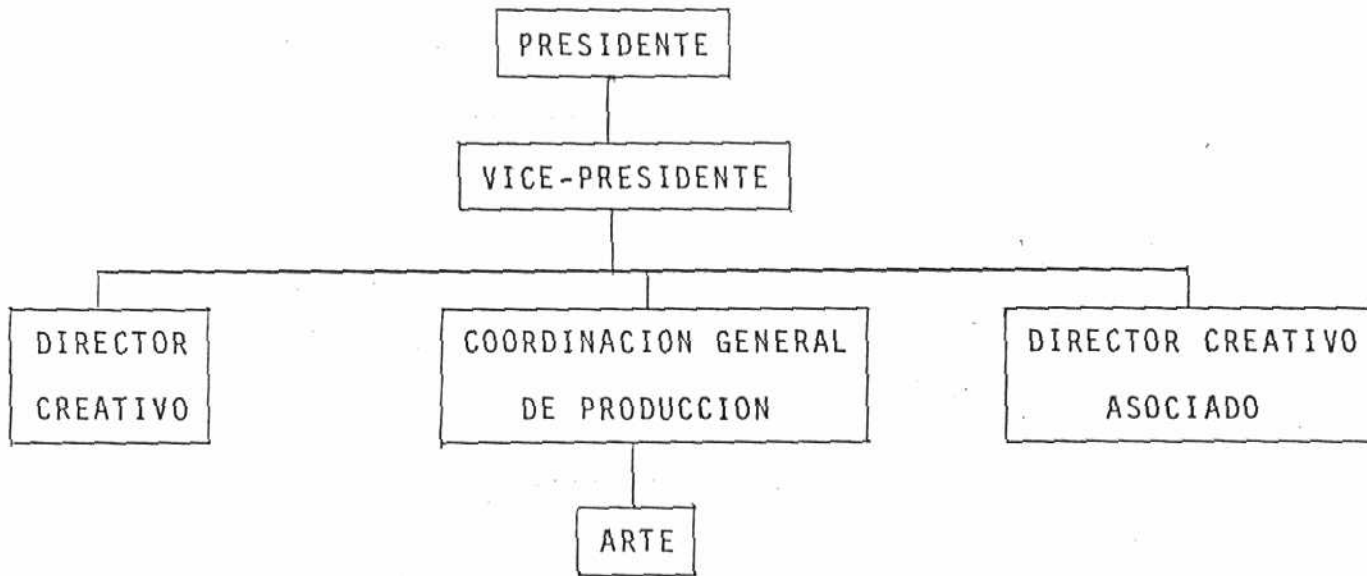 PRESIDENTE
VICE-PRESIDENTE
DIRECTOR
CREATIVO
COORDINACION GENERAL
DE PRODUCCION
DIRECTOR CREATIVO
ASOCIADO
ARTE